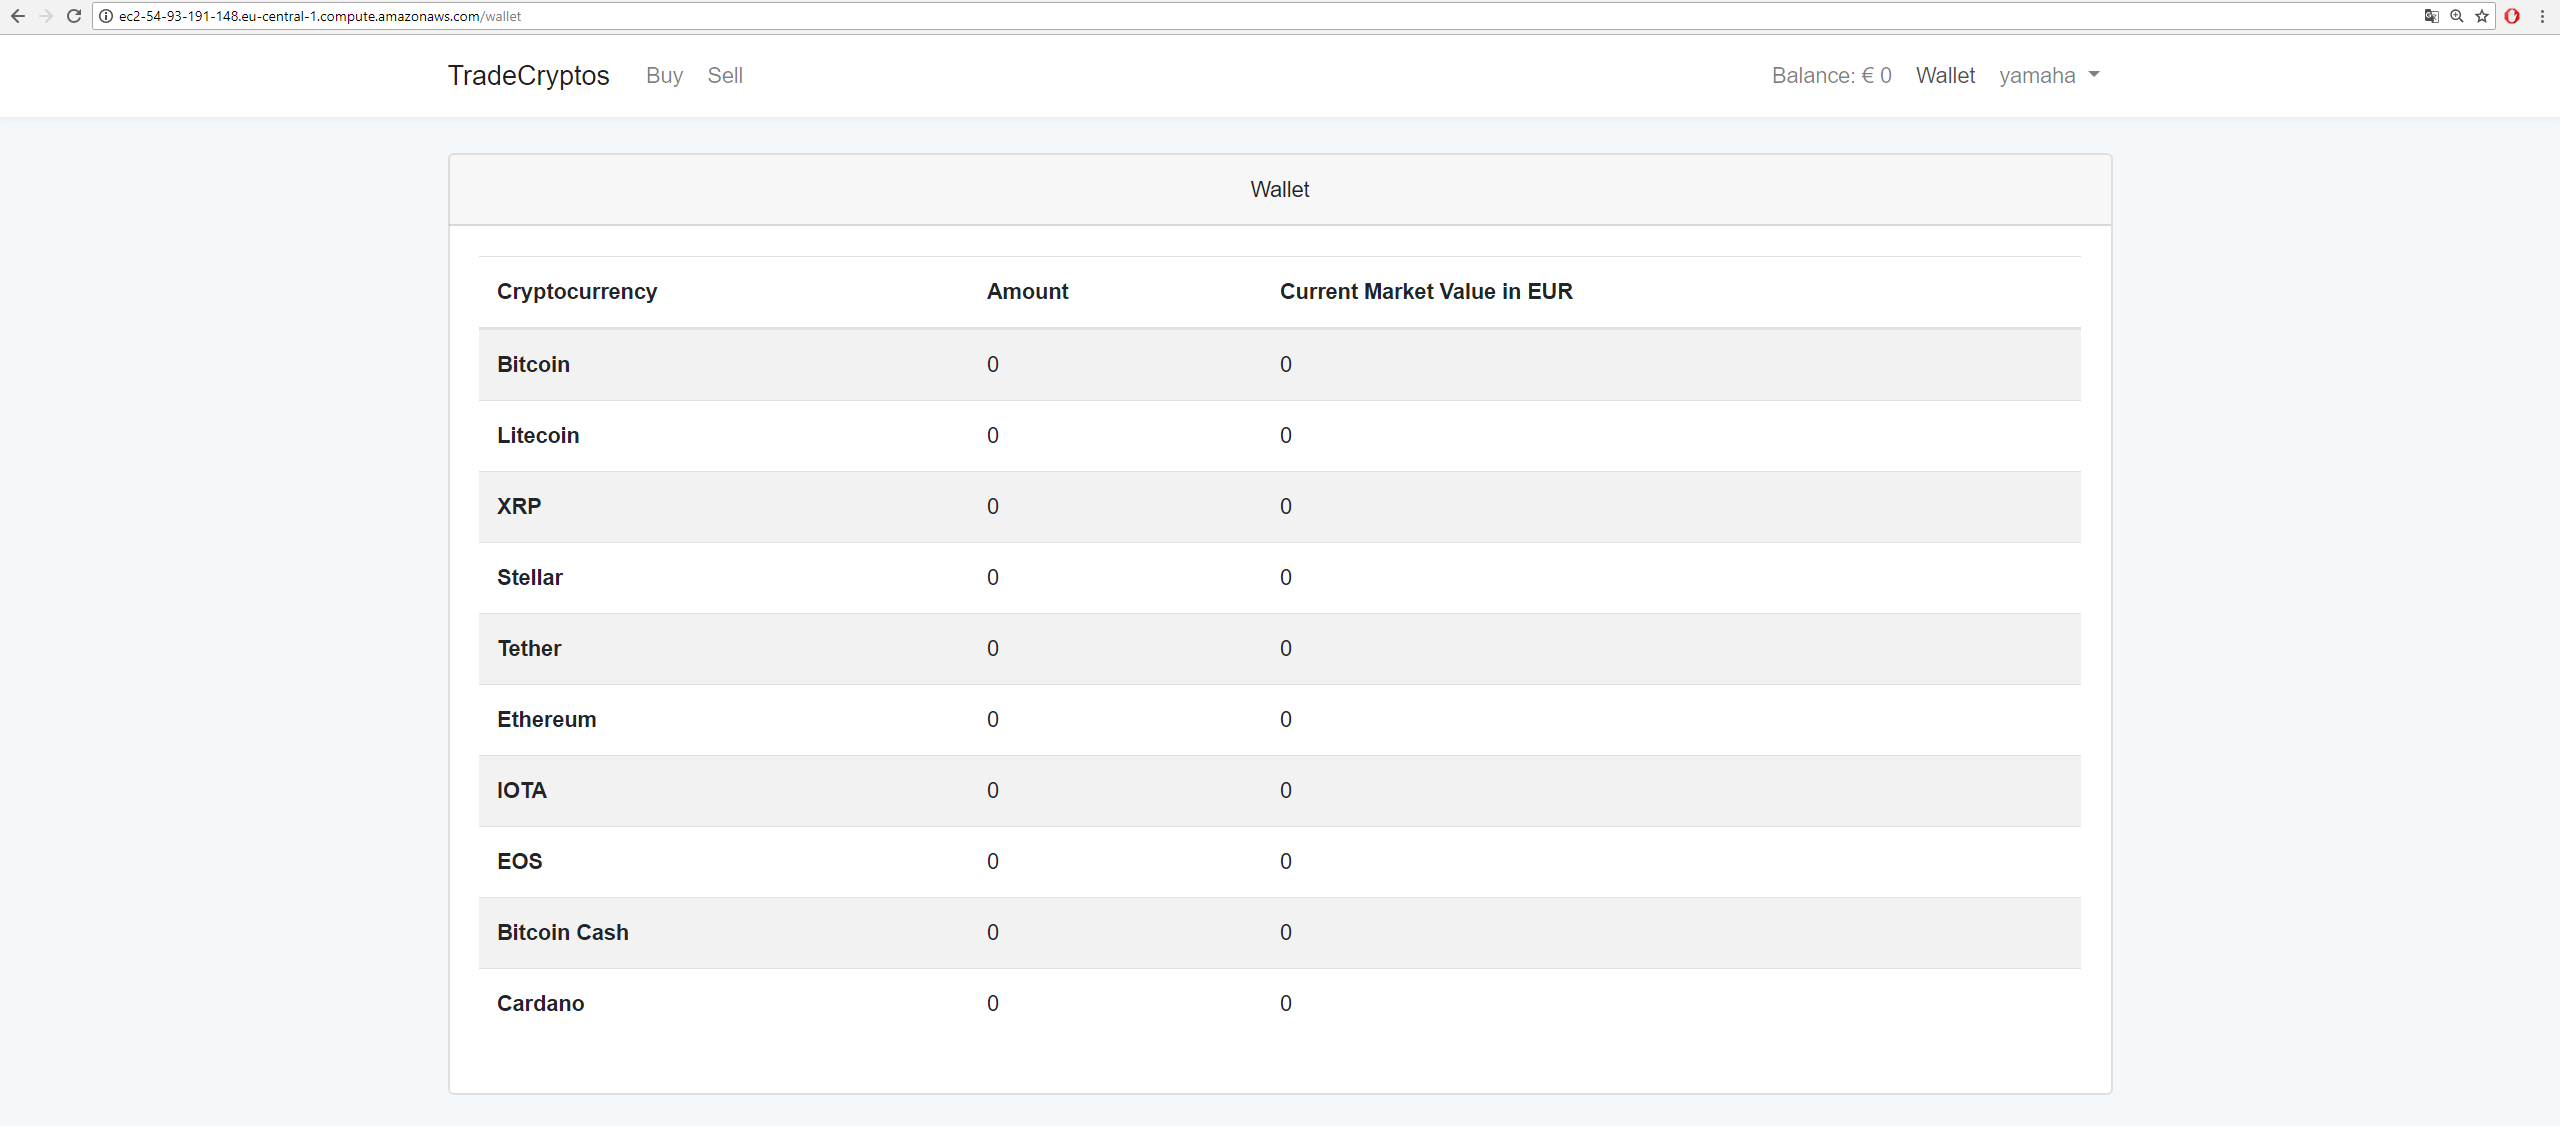 ec2-54-93-191-148.eu-central-1.compute.amazonaws.com/wallet
TradeCryptos Buy Sell Balance: € 0 Wallet yamaha
Wallet
Cryptocurrency Amount Current Market Value in EUR
Bitcoin 0 0
Litecoin 0 0
XRP 0 0
Stellar 0 0
Tether 0 0
Ethereum 0 0
IOTA 0 0
EOS 0 0
Bitcoin Cash 0 0
Cardano 0 0